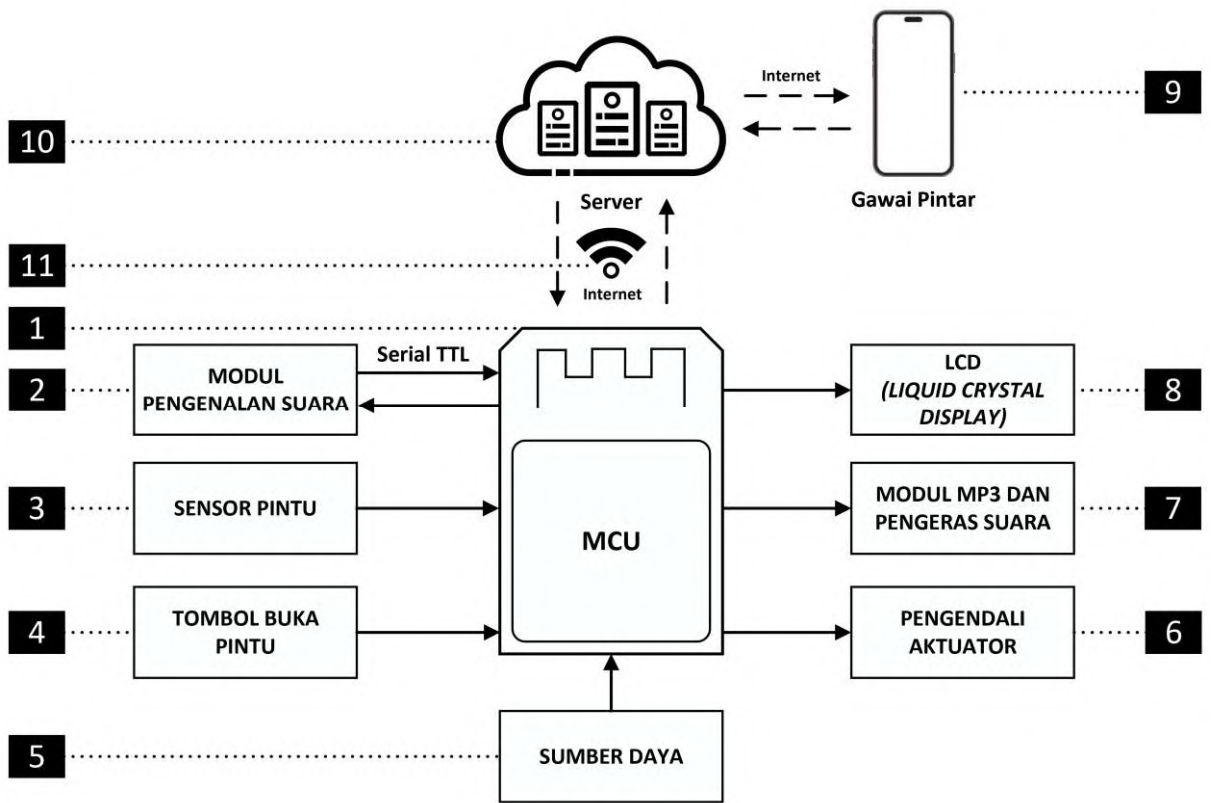 Internet
9
10
Server
Gawai Pintar
11
Internet
1
Serial TTL
2
MODUL
PENGENALAN SUARA
LCD
(LIQUID CRYSTAL
DISPLAY)
8
3
SENSOR PINTU
MCU
MODUL MP3 DAN
PENGERAS SUARA
7
4
TOMBOL BUKA
PINTU
PENGENDALI
AKTUATOR
6
5
SUMBER DAYA